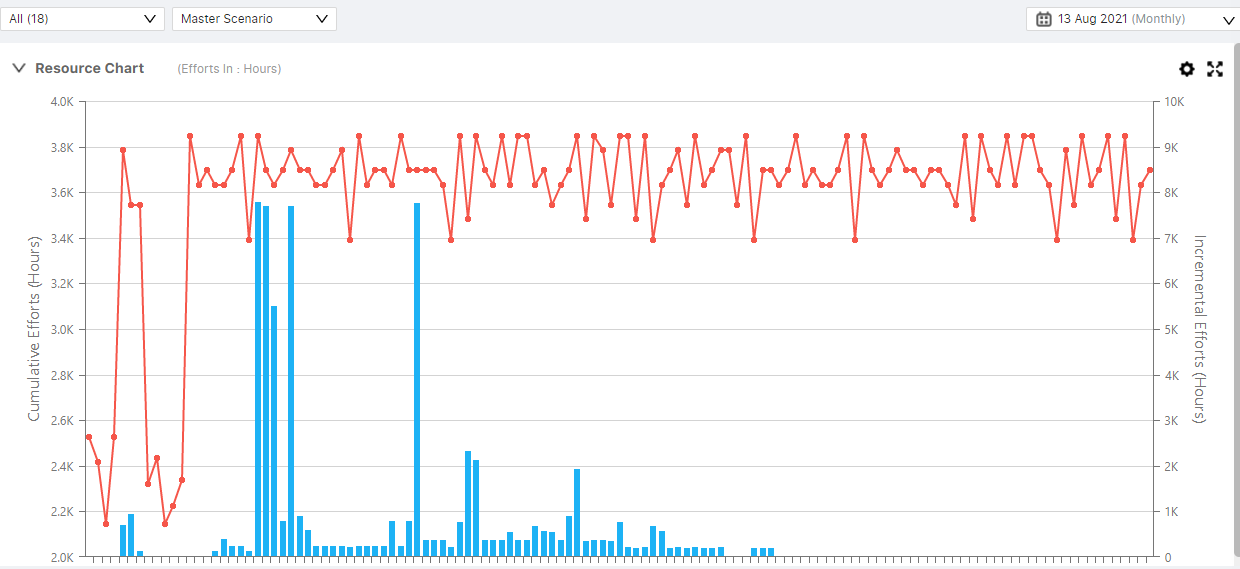 All (18)
Master Scenario
13 Aug 2021 (Monthly)
Resource Chart
(Efforts In : Hours)
4.0K
3.8K
3.6K
3.4K
3.2K
3.0K
2.8K
2.6K
2.4K
2.2K
2.0K
Cumulative Efforts (Hours)
10K
9K
8K
7K
6K
5K
4K
3K
2K
1K
0
Incremental Efforts (Hours)